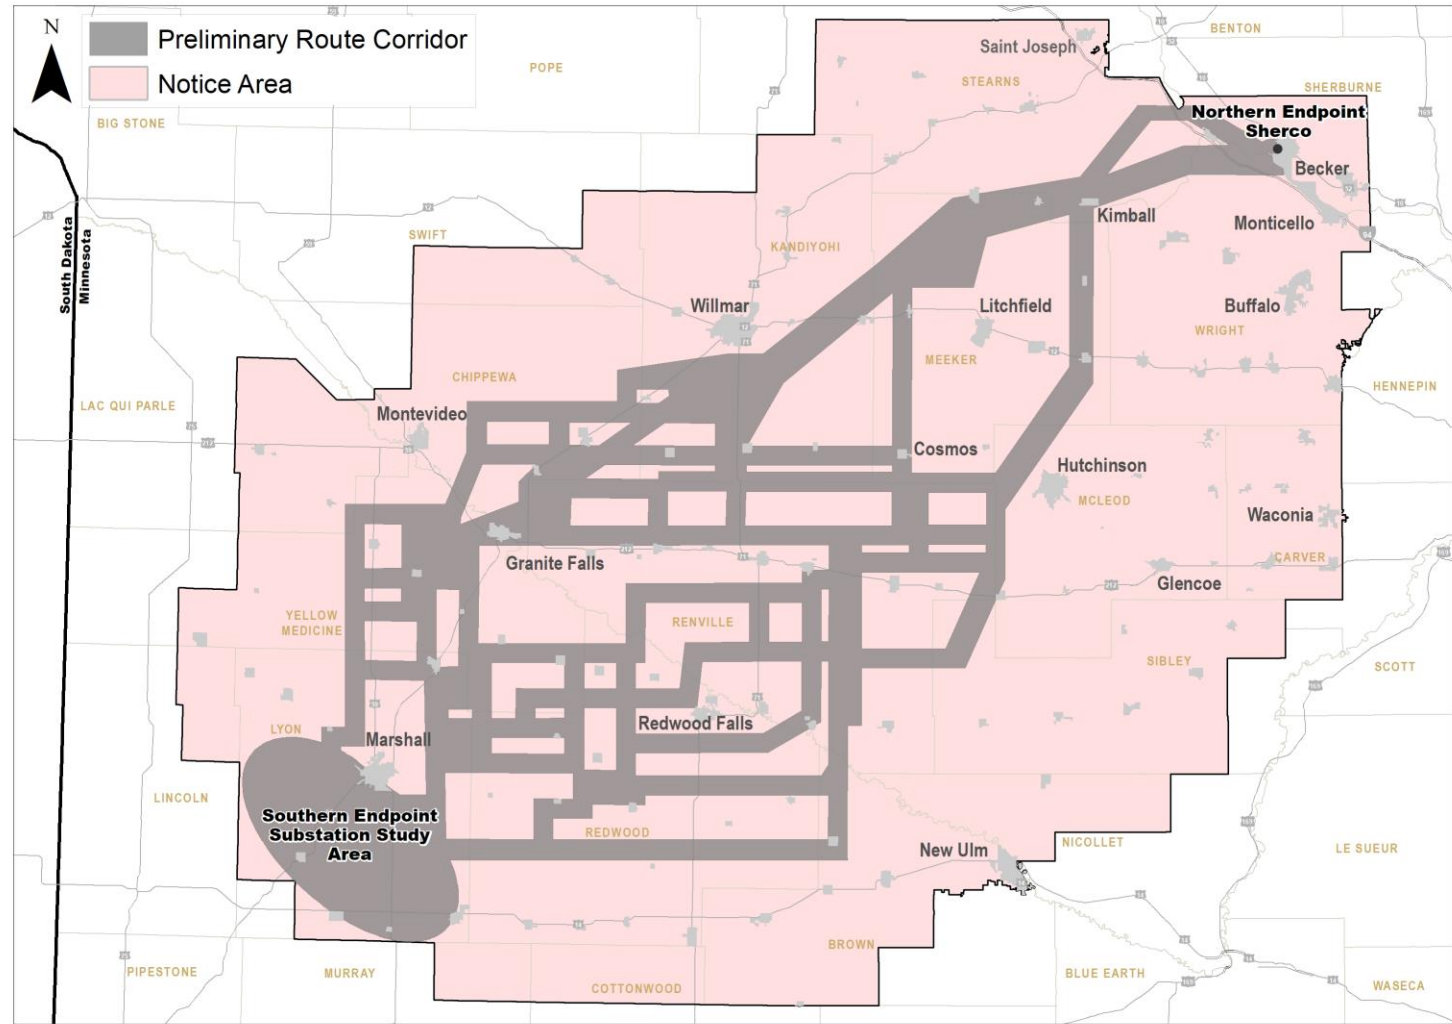 N
Preliminary Route Corridor
Notice Area
BENTON
Saint Joseph
POPE
STEARNS
SHERBURNE
BIG STONE
Northern Endpoint
Sherco
Becker
Kimball
Monticello
South Dakota
Minnesota
SWIFT
KANDIYOHI
Willmar
Litchfield
Buffalo
WRIGHT
MEEKER
CHIPPEWA
HENNEPIN
LAC QUI PARLE
Montevideo
Cosmos
Hutchinson
MCLEOD
Waconia
Granite Falls
CARVER
Glencoe
YELLOW
MEDICINE
RENVILLE
SIBLEY
SCOTT
Redwood Falls
LYON
Marshall
LINCOLN
Southern Endpoint
Substation Study
Area
REDWOOD
NICOLLET
LE SUEUR
New Ulm
BROWN
PIPESTONE
MURRAY
BLUE EARTH
COTTONWOOD
WASECA